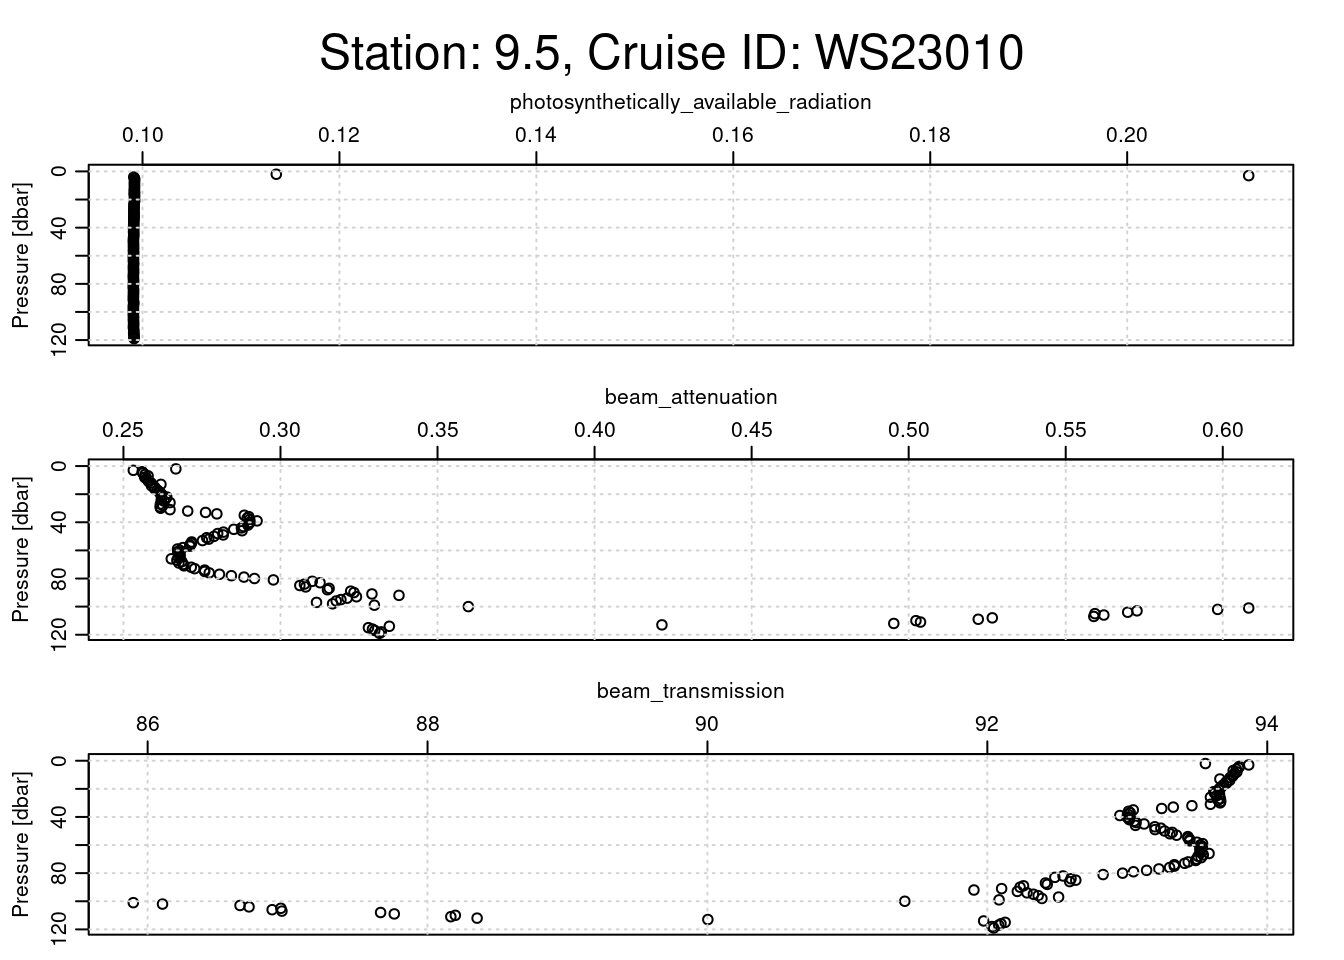 Station: 9.5, Cruise ID: WS23010
photosynthetically_available_radiation
0.10 0.12 0.14 0.16 0.18 0.20
Pressure [dbar]
0 40 80 120
beam_attenuation
0.25 0.30 0.35 0.40 0.45 0.50 0.55 0.60
Pressure [dbar]
0 40 80 120
beam_transmission
86 88 90 92 94
Pressure [dbar]
0 40 80 120